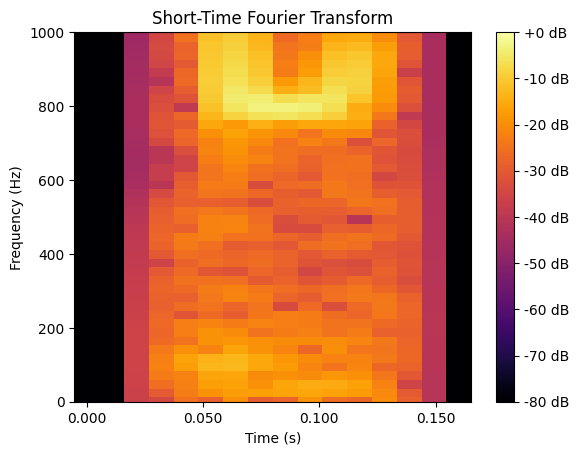 Short-Time Fourier Transform
1000
800
600
400
200
0
Frequency (Hz)
0.000
0.050
0.100
0.150
Time (s)
+0 dB
-10 dB
-20 dB
-30 dB
-40 dB
-50 dB
-60 dB
-70 dB
-80 dB